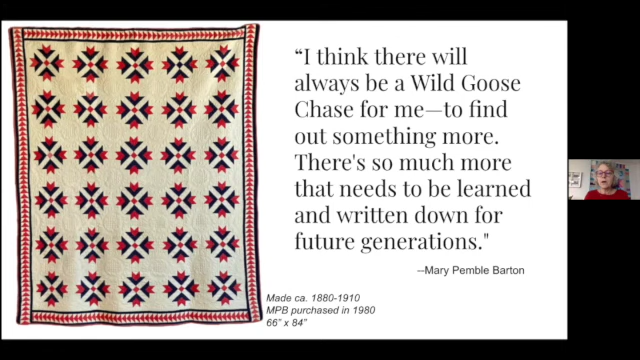 “I think there will
always be a Wild Goose
Chase for me—to find
out something more.
There's so much more
that needs to be learned
and written down for
future generations."
--Mary Pemble Barton
Made ca. 1880-1910
MPB purchased in 1980
66” x 84”